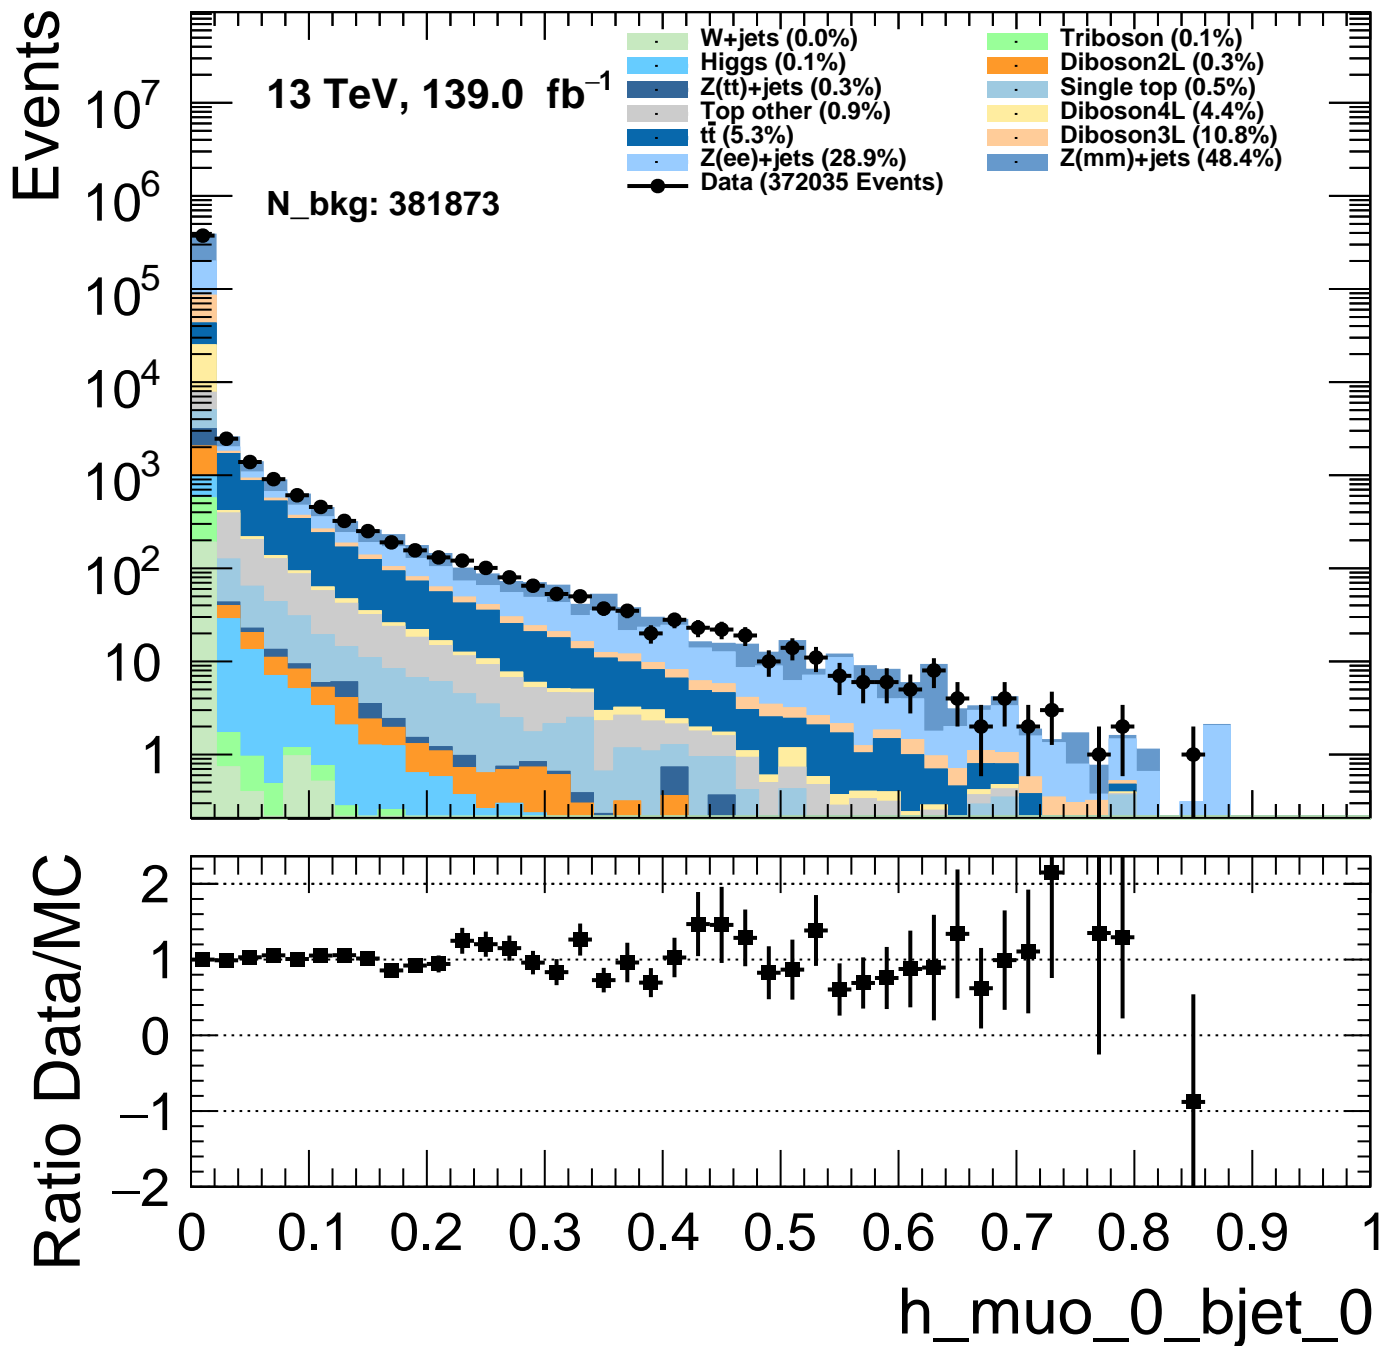 Events
13 TeV, 139.0 fb⁻¹
N_bkg: 381873
W+jets (0.0%)
Higgs (0.1%)
Z(tt)+jets (0.3%)
Top other (0.9%)
tt̄ (5.3%)
Z(ee)+jets (28.9%)
Data (372035 Events)
Triboson (0.1%)
Diboson2L (0.3%)
Single top (0.5%)
Diboson4L (4.4%)
Diboson3L (10.8%)
Z(mm)+jets (48.4%)
10⁷
10⁶
10⁵
10⁴
10³
10²
10
1
Ratio Data/MC
2
1
0
−1
−2
0 0.1 0.2 0.3 0.4 0.5 0.6 0.7 0.8 0.9 1
h_muo_0_bjet_0